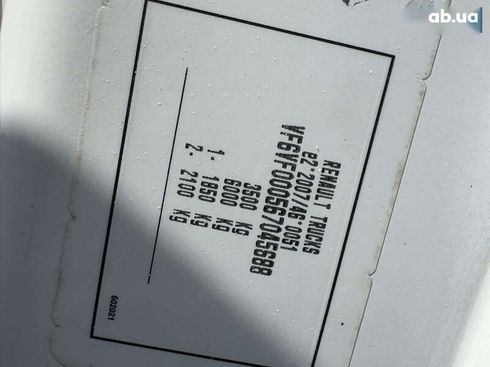 ab.ua
RENAULT TRUCKS
e2*2007/46*0051
VF6VF000567045688
3500 kg
6000 kg
1- 1850 kg
2- 2100 kg
602021